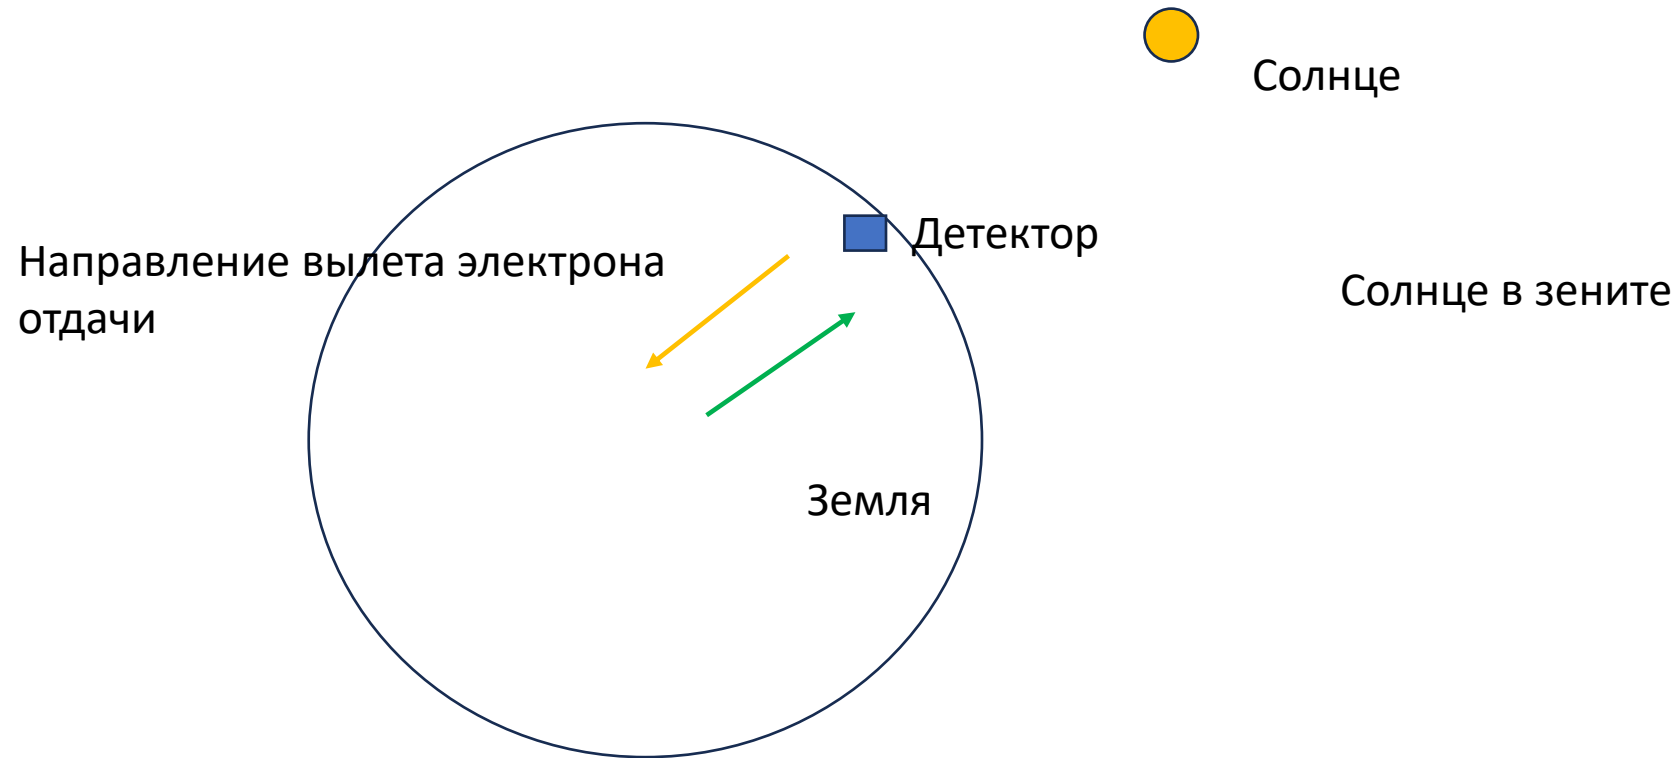 Солнце
Детектор
Направление вылета электрона
отдачи
Солнце в зените
Земля